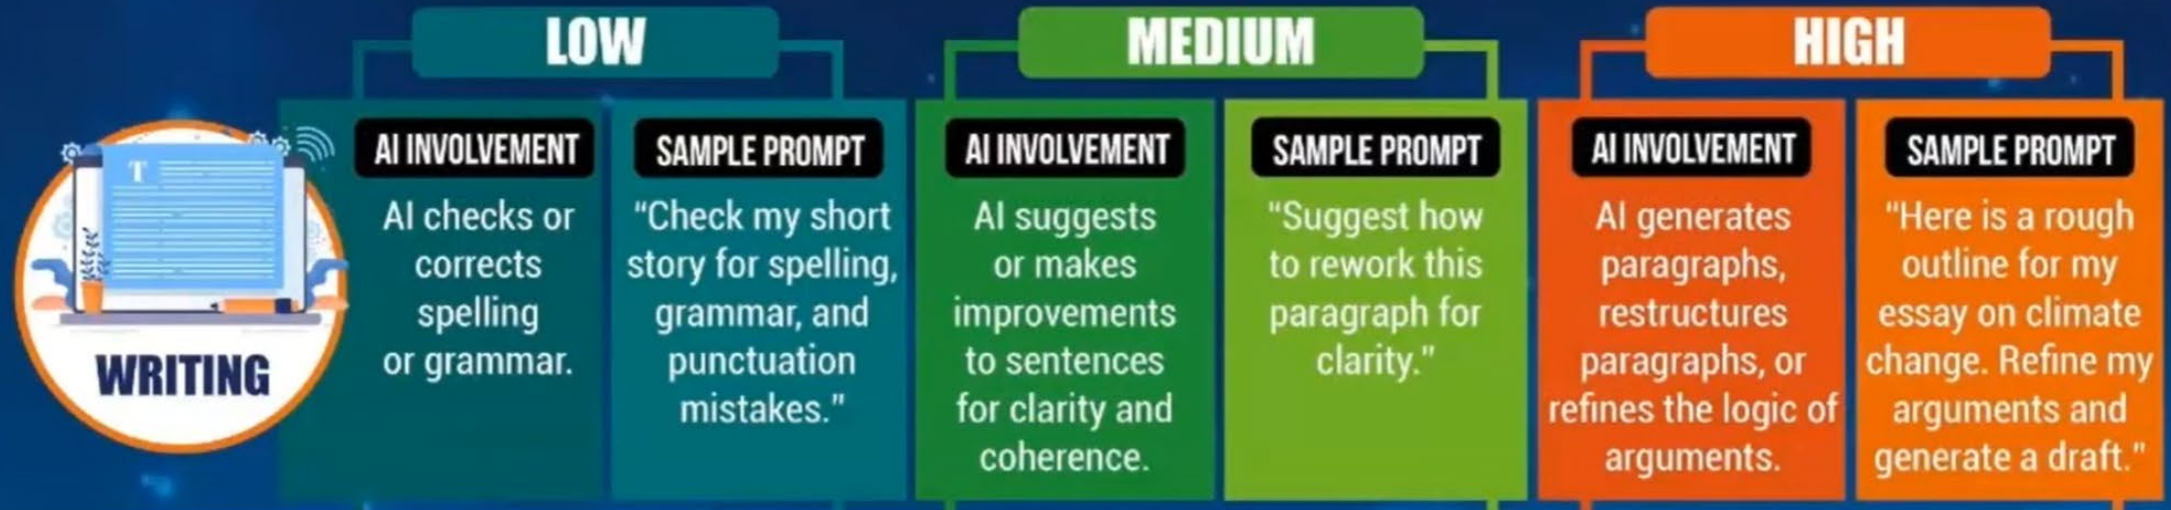 LOW
MEDIUM
HIGH
T
WRITING
AI INVOLVEMENT
AI checks or
corrects
spelling
or grammar.
SAMPLE PROMPT
“Check my short
story for spelling,
grammar, and
punctuation
mistakes.”
AI INVOLVEMENT
AI suggests
or makes
improvements
to sentences
for clarity and
coherence.
SAMPLE PROMPT
“Suggest how
to rework this
paragraph for
clarity.”
AI INVOLVEMENT
AI generates
paragraphs,
restructures
paragraphs, or
refines the logic of
arguments.
SAMPLE PROMPT
“Here is a rough
outline for my
essay on climate
change. Refine my
arguments and
generate a draft.”